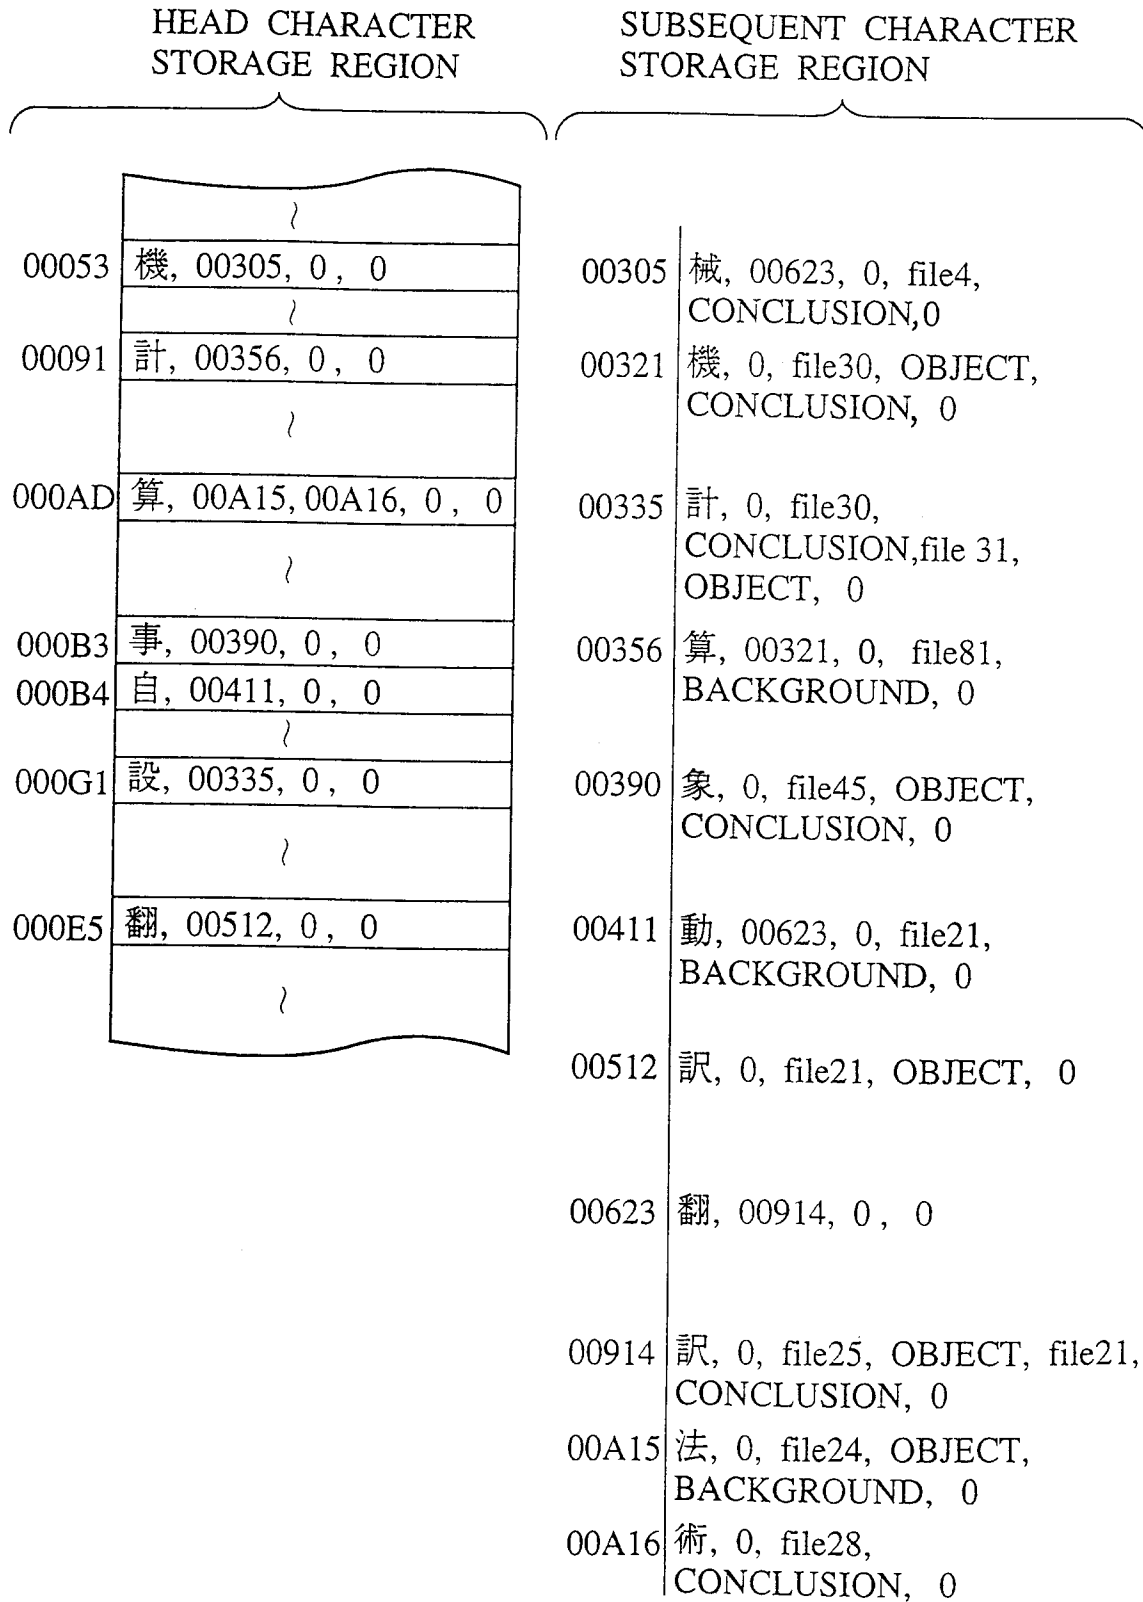 HEAD CHARACTER
STORAGE REGION
00053 機, 00305, 0, 0
00091 計, 00356, 0, 0
000AD 算, 00A15, 00A16, 0, 0
000B3 事, 00390, 0, 0
000B4 自, 00411, 0, 0
000G1 設, 00335, 0, 0
000E5 翻, 00512, 0, 0
SUBSEQUENT CHARACTER
STORAGE REGION
00305 械, 00623, 0, file4,
CONCLUSION,0
00321 機, 0, file30, OBJECT,
CONCLUSION, 0
00335 計, 0, file30,
CONCLUSION,file 31,
OBJECT, 0
00356 算, 00321, 0, file81,
BACKGROUND, 0
00390 象, 0, file45, OBJECT,
CONCLUSION, 0
00411 動, 00623, 0, file21,
BACKGROUND, 0
00512 訳, 0, file21, OBJECT, 0
00623 翻, 00914, 0, 0
00914 訳, 0, file25, OBJECT, file21,
CONCLUSION, 0
00A15 法, 0, file24, OBJECT,
BACKGROUND, 0
00A16 術, 0, file28,
CONCLUSION, 0